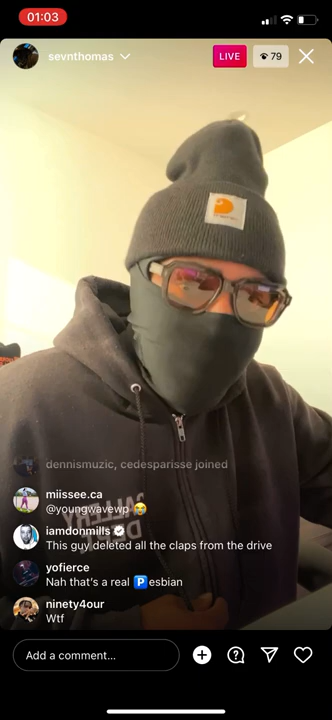 01:03
sevnthomas
LIVE
79
dennismuzic, cedesparisse joined
miissee.ca
@youngwavewp 😭
iamdonmills
This guy deleted all the claps from the drive
yofierce
Nah that's a real 🅿️esbian
ninety4our
Wtf
Add a comment...